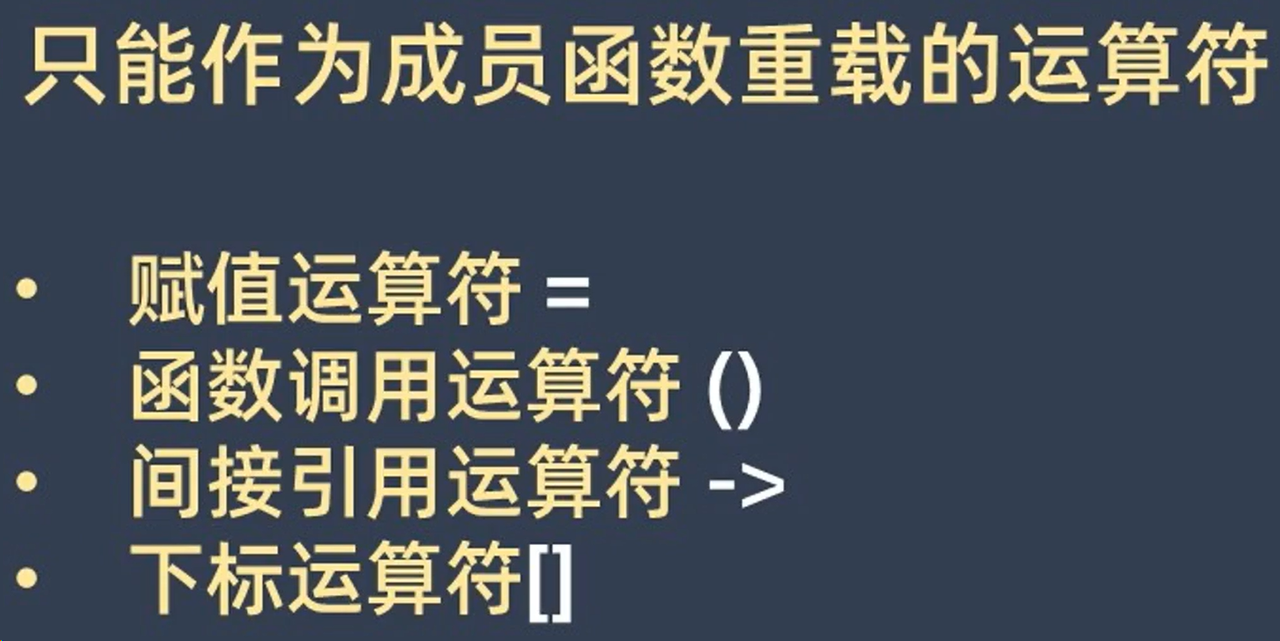 只能作为成员函数重载的运算符
• 赋值运算符 =
• 函数调用运算符 ()
• 间接引用运算符 ->
• 下标运算符[]